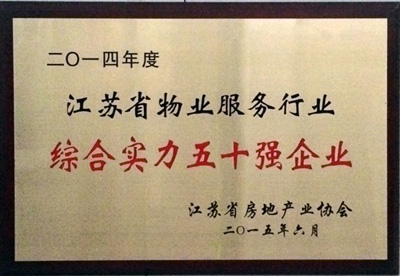 二〇一四年度
江苏省物业服务行业
综合实力五十强企业
江苏省房地产业协会
二〇一五年六月